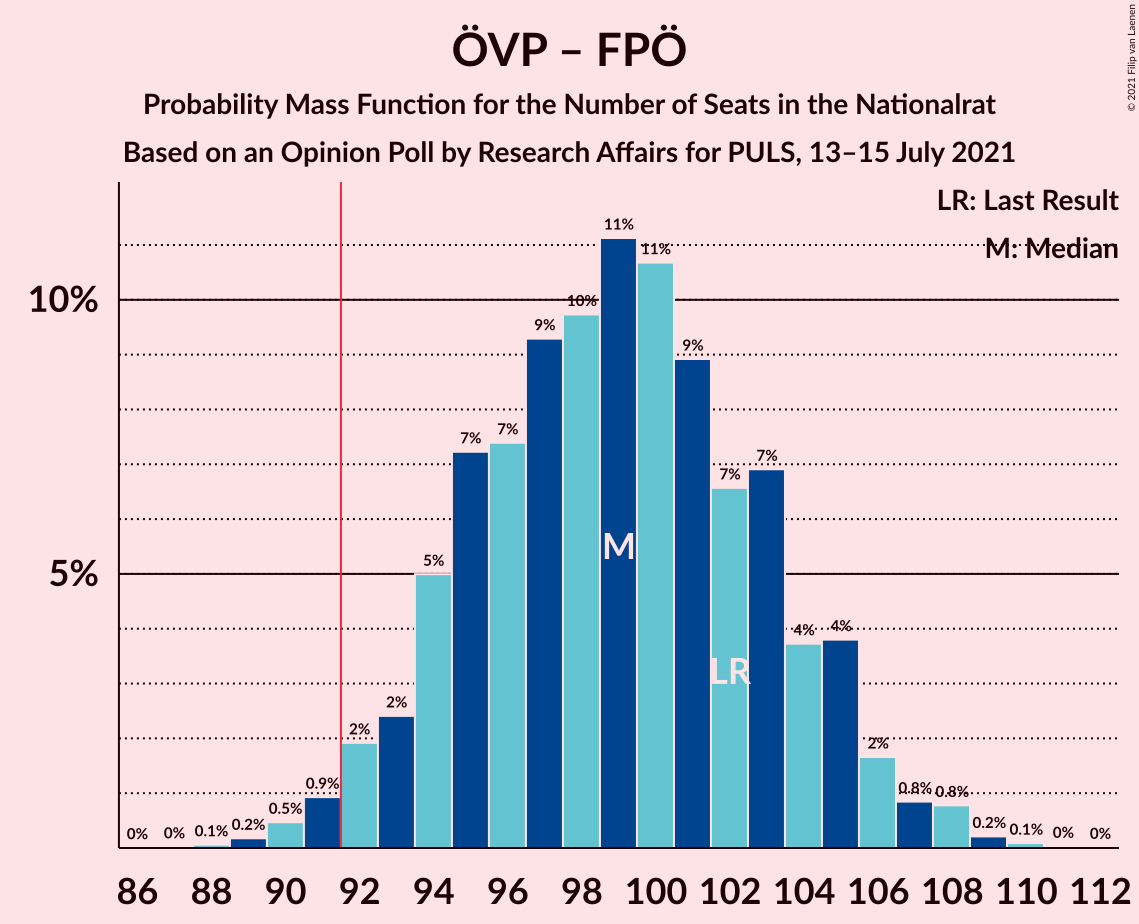 ÖVP – FPÖ
Probability Mass Function for the Number of Seats in the Nationalrat
Based on an Opinion Poll by Research Affairs for PULS, 13–15 July 2021
© 2021 Filip van Laenen
LR: Last Result
M: Median
10%
5%
0% 0% 0.1% 0.2% 0.5% 0.9% 2% 2% 5% 7% 7% 9% 10% 11% 11% 9% 7% 7% 4% 4% 2% 0.8% 0.8% 0.2% 0.1% 0% 0%
M
LR
86 88 90 92 94 96 98 100 102 104 106 108 110 112